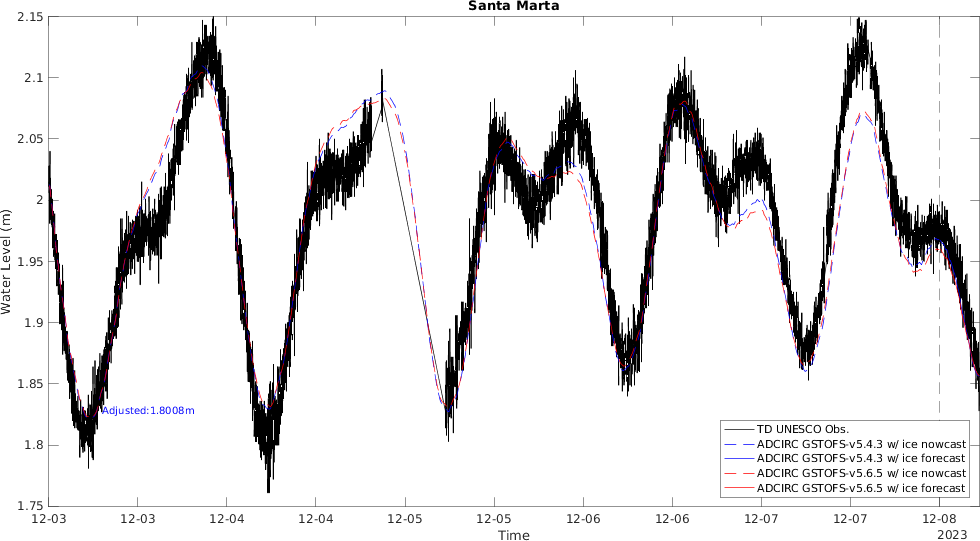 Santa Marta
2.15
2.1
2.05
2
1.95
1.9
1.85
1.8
1.75
Water Level (m)
Adjusted:1.8008m
TD UNESCO Obs.
ADCIRC GSTOFS-v5.4.3 w/ ice nowcast
ADCIRC GSTOFS-v5.4.3 w/ ice forecast
ADCIRC GSTOFS-v5.6.5 w/ ice nowcast
ADCIRC GSTOFS-v5.6.5 w/ ice forecast
12-03 12-03 12-04 12-04 12-05 12-05 12-06 12-06 12-07 12-07 12-08
Time
2023